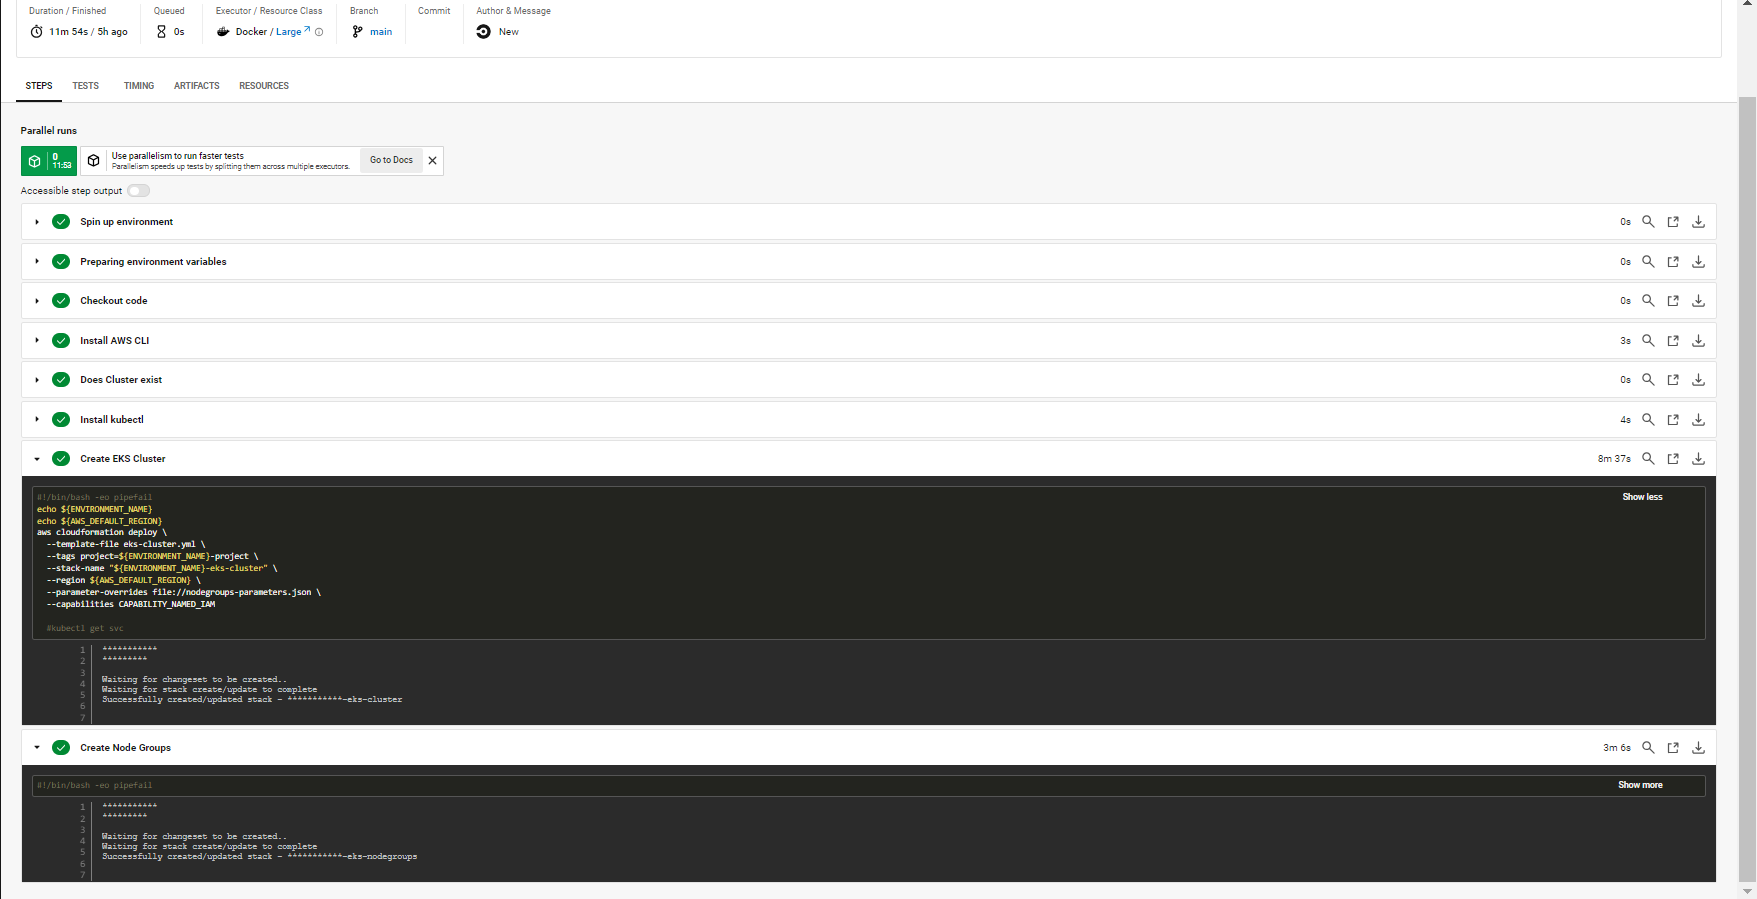 Duration / Finished
11m 54s / 5h ago
Queued
0s
Executor / Resource Class
Docker / Large
Branch
main
Commit
Author & Message
New
STEPS TESTS TIMING ARTIFACTS RESOURCES
Parallel runs
0
11:53
Use parallelism to run faster tests
Parallelism speeds up tests by splitting them across multiple executors.
Go to Docs
Accessible step output
Spin up environment 0s
Preparing environment variables 0s
Checkout code 0s
Install AWS CLI 3s
Does Cluster exist 0s
Install kubectl 4s
Create EKS Cluster 8m 37s
#!/bin/bash -eo pipefail Show less
echo ${ENVIRONMENT_NAME}
echo ${AWS_DEFAULT_REGION}
aws cloudformation deploy \
--template-file eks-cluster.yml \
--tags project=${ENVIRONMENT_NAME}-project \
--stack-name "${ENVIRONMENT_NAME}-eks-cluster" \
--region ${AWS_DEFAULT_REGION} \
--parameter-overrides file://nodegroups-parameters.json \
--capabilities CAPABILITY_NAMED_IAM
#kubectl get svc
1 ***********
2 *********
3
4 Waiting for changeset to be created..
5 Waiting for stack create/update to complete
6 Successfully created/updated stack - ***********-eks-cluster
7
Create Node Groups 3m 6s
#!/bin/bash -eo pipefail Show more
1 ***********
2 *********
3
4 Waiting for changeset to be created..
5 Waiting for stack create/update to complete
6 Successfully created/updated stack - ***********-eks-nodegroups
7